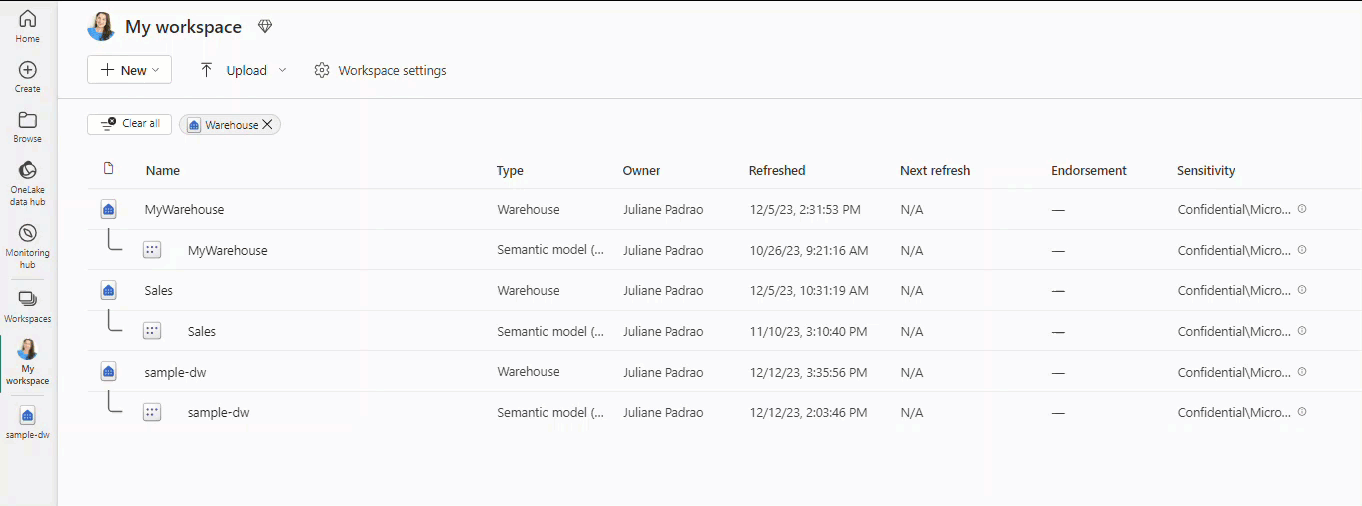 My workspace
New
Upload
Workspace settings
Clear all
Warehouse
Home
Create
Browse
OneLake
data hub
Monitoring
hub
Workspaces
My
workspace
sample-dw
Name Type Owner Refreshed Next refresh Endorsement Sensitivity
MyWarehouse Warehouse Juliane Padrao 12/5/23, 2:31:53 PM N/A — Confidential\Micro...
MyWarehouse Semantic model (... Juliane Padrao 10/26/23, 9:21:16 AM N/A — Confidential\Micro...
Sales Warehouse Juliane Padrao 12/5/23, 10:31:19 AM N/A — Confidential\Micro...
Sales Semantic model (... Juliane Padrao 11/10/23, 3:10:40 PM N/A — Confidential\Micro...
sample-dw Warehouse Juliane Padrao 12/12/23, 3:35:56 PM N/A — Confidential\Micro...
sample-dw Semantic model (... Juliane Padrao 12/12/23, 2:03:46 PM N/A — Confidential\Micro...